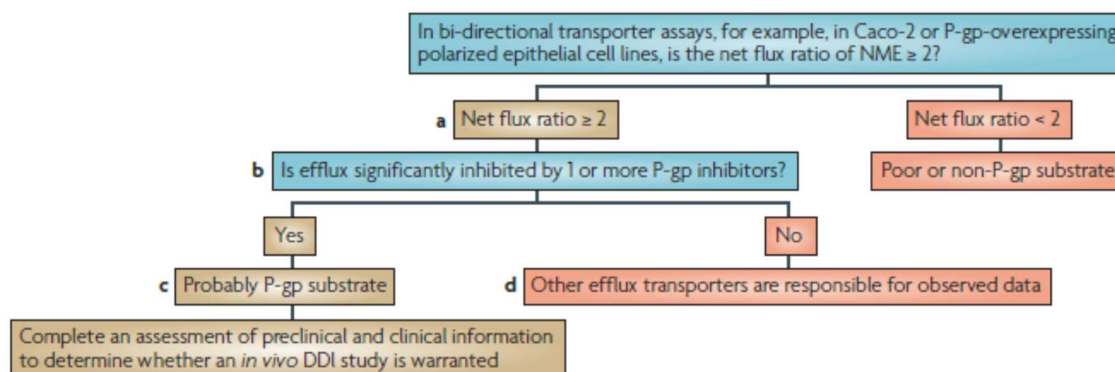 In bi-directional transporter assays, for example, in Caco-2 or P-gp-overexpressing
polarized epithelial cell lines, is the net flux ratio of NME ≥ 2?
a Net flux ratio ≥ 2
Net flux ratio < 2
b Is efflux significantly inhibited by 1 or more P-gp inhibitors?
Poor or non-P-gp substrate
Yes
No
c Probably P-gp substrate
d Other efflux transporters are responsible for observed data
Complete an assessment of preclinical and clinical information
to determine whether an in vivo DDI study is warranted